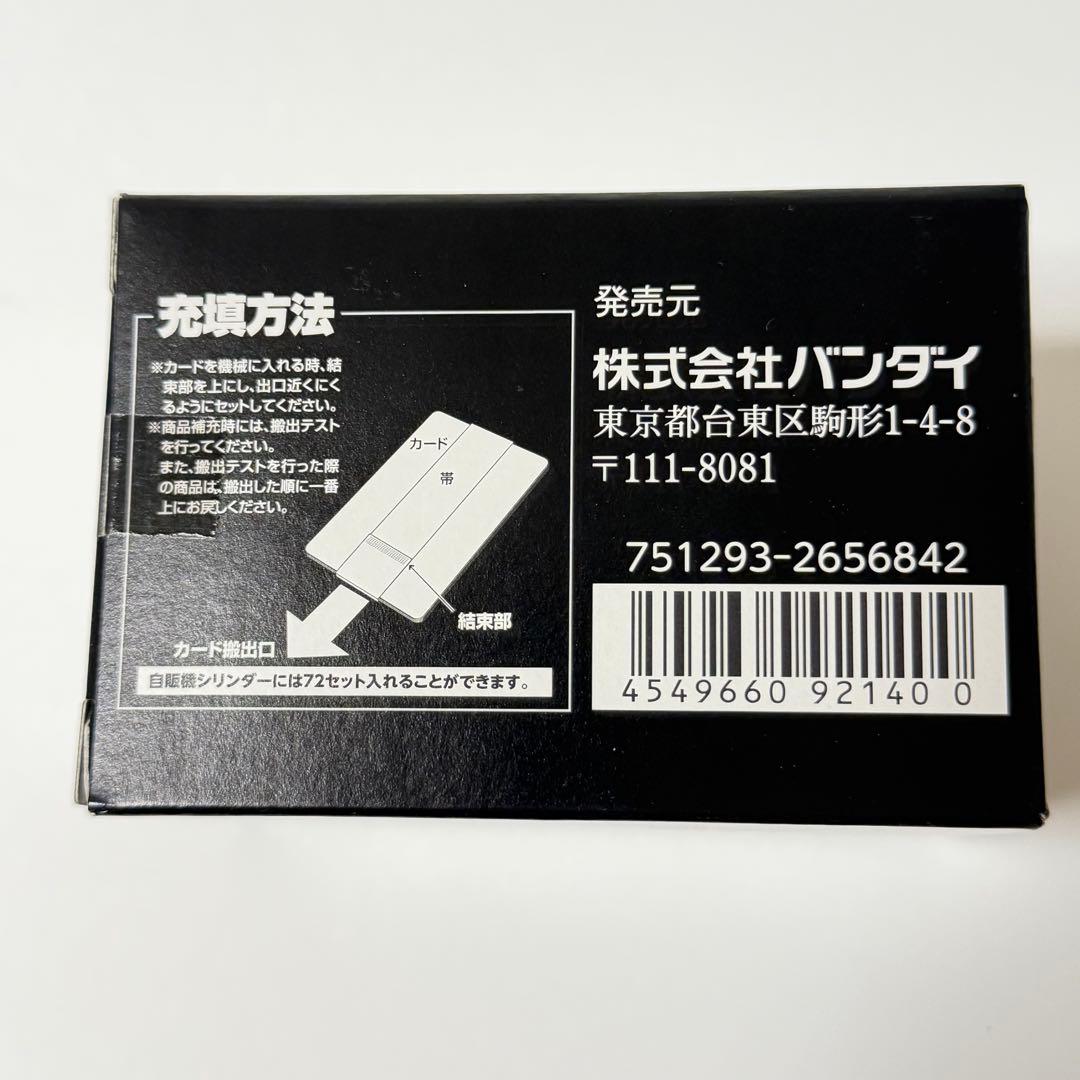 充填方法
※カードを機械に入れる時、結
束部を上にし、出口近くにく
るようにセットしてください。
※商品補充時には、搬出テスト
を行ってください。
また、搬出テストを行った際
の商品は、搬出した順に一番
上にお戻しください。
カード
帯
結束部
カード搬出口
自販機シリンダーには72セット入れることができます。
発売元
株式会社バンダイ
東京都台東区駒形1-4-8
〒111-8081
751293-2656842
4549660 92140 0